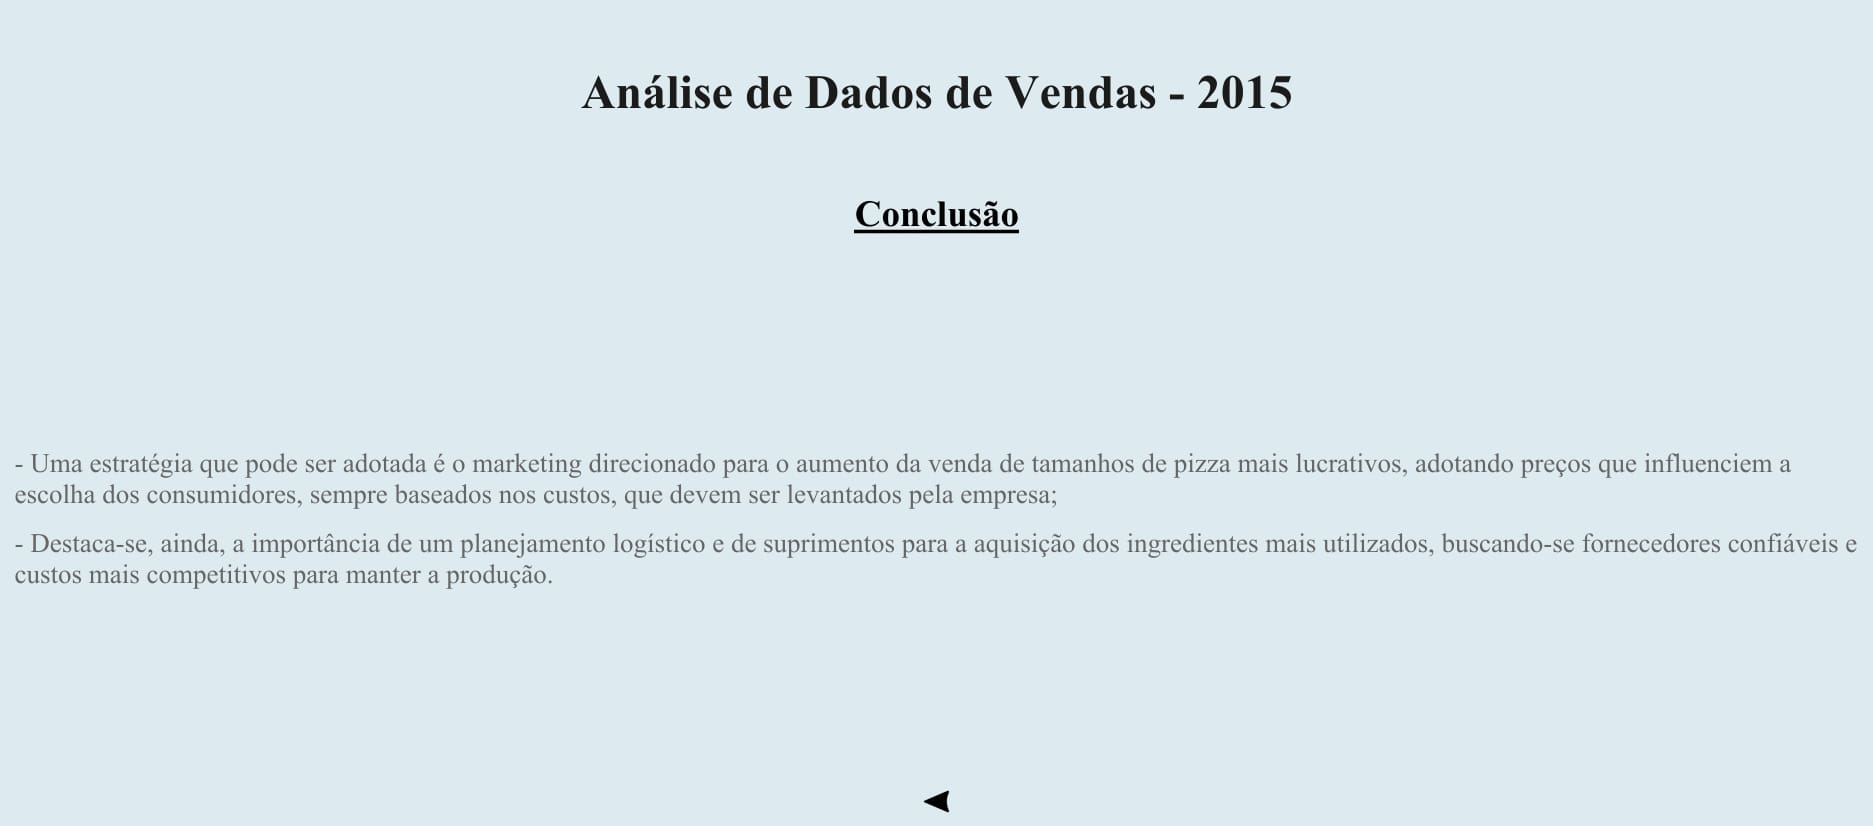 Análise de Dados de Vendas - 2015
Conclusão
- Uma estratégia que pode ser adotada é o marketing direcionado para o aumento da venda de tamanhos de pizza mais lucrativos, adotando preços que influenciem a
escolha dos consumidores, sempre baseados nos custos, que devem ser levantados pela empresa;
- Destaca-se, ainda, a importância de um planejamento logístico e de suprimentos para a aquisição dos ingredientes mais utilizados, buscando-se fornecedores confiáveis e
custos mais competitivos para manter a produção.